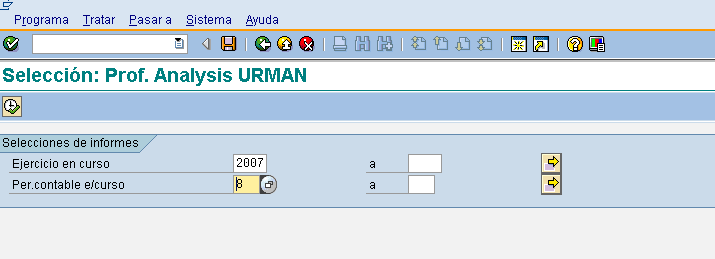 Programa Tratar Pasar a Sistema Ayuda
Selección: Prof. Analysis URMAN
Selecciones de informes
Ejercicio en curso 2007 a
Per.contable e/curso 8 a